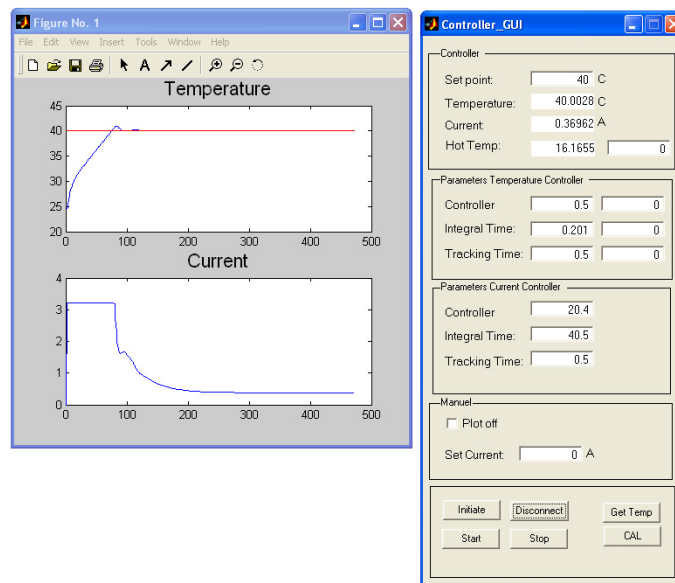 Figure No. 1
File Edit View Insert Tools Window Help
A
Temperature
45
40
35
30
25
20
0 100 200 300 400 500
Current
4
3
2
1
0
0 100 200 300 400 500
Controller_GUI
Controller
Set point: 40 C
Temperature: 40.0028 C
Current: 0.36962 A
Hot Temp: 16.1655 0
Parameters Temperature Controller
Controller 0.5 0
Integral Time: 0.201 0
Tracking Time: 0.5 0
Parameters Current Controller
Controller 20.4
Integral Time: 40.5
Tracking Time: 0.5
Manuel
Plot off
Set Current: 0 A
Initiate Disconnect Get Temp
Start Stop CAL